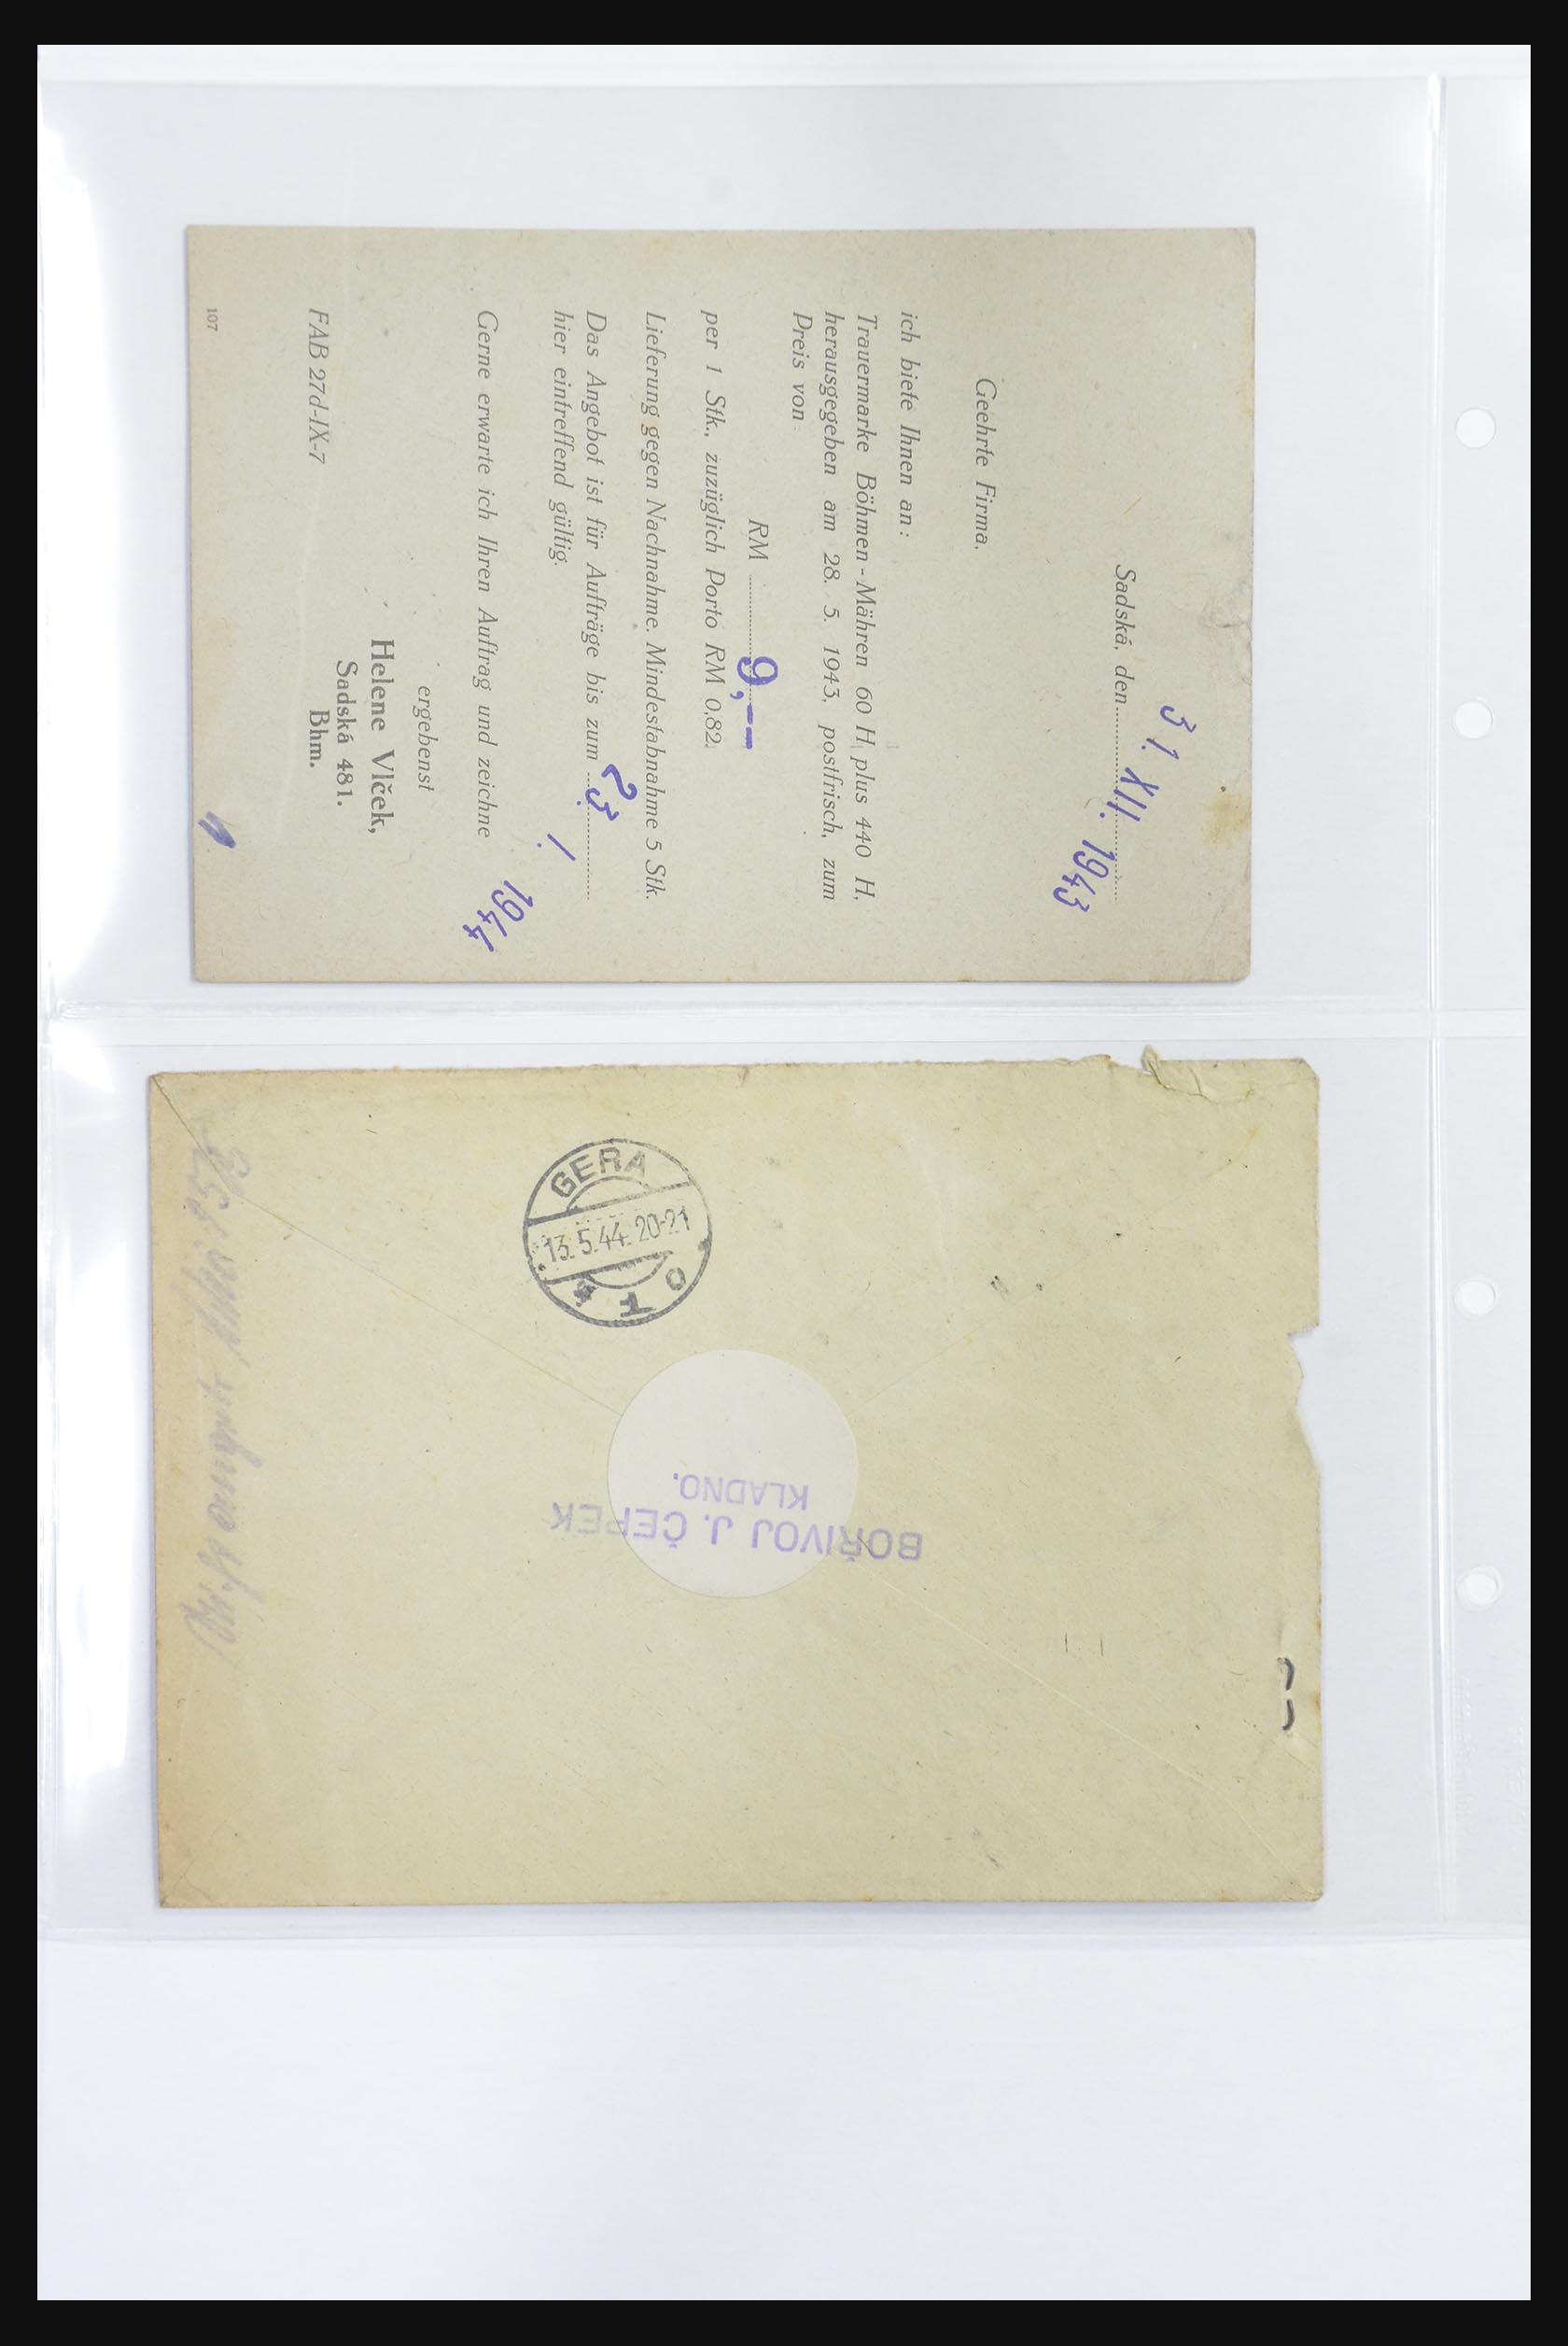 Sadská, den 31. XII. 1943
Geehrte Firma,
ich biete Ihnen an:
Trauermarke Böhmen-Mähren 60 H, plus 440 H,
herausgegeben am 28. 5. 1943, postfrisch, zum
Preis von
RM 9,--
per 1 Stk., zuzüglich Porto RM 0,82.
Lieferung gegen Nachnahme. Mindestabnahme 5 Stk.
Das Angebot ist für Aufträge bis zum 23. 1. 1944
hier eintreffend gültig.
Gerne erwarte ich Ihren Auftrag und zeichne
ergebenst
Helene Vlček,
Sadská 481.
Bhm.
FAB 27d-IX-7
107
GERA
13.5.44.20-21
* 1 o
BOŘIVOJ J. ČEPEK
KLADNO.